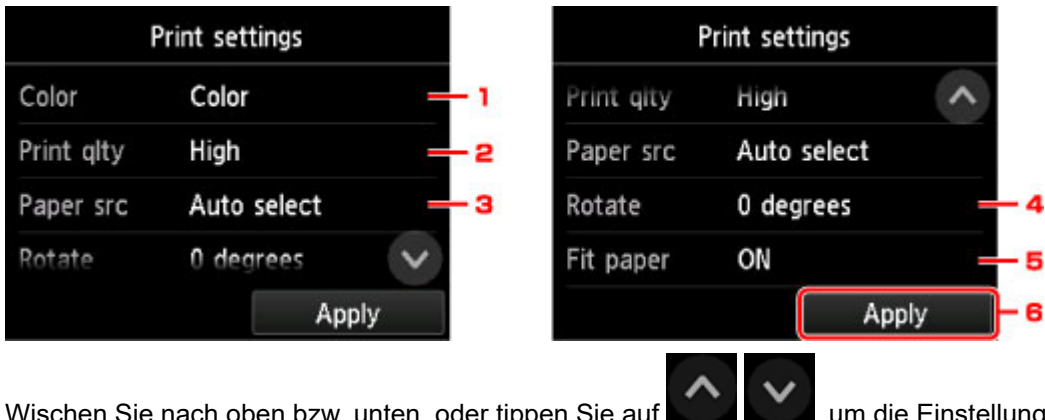 Print settings
Color Color 1
Print qlty High 2
Paper src Auto select 3
Rotate 0 degrees
Apply
Print settings
Print qlty High
Paper src Auto select
Rotate 0 degrees 4
Fit paper ON 5
Apply 6
Wischen Sie nach oben bzw. unten, oder tippen Sie auf um die Einstellung